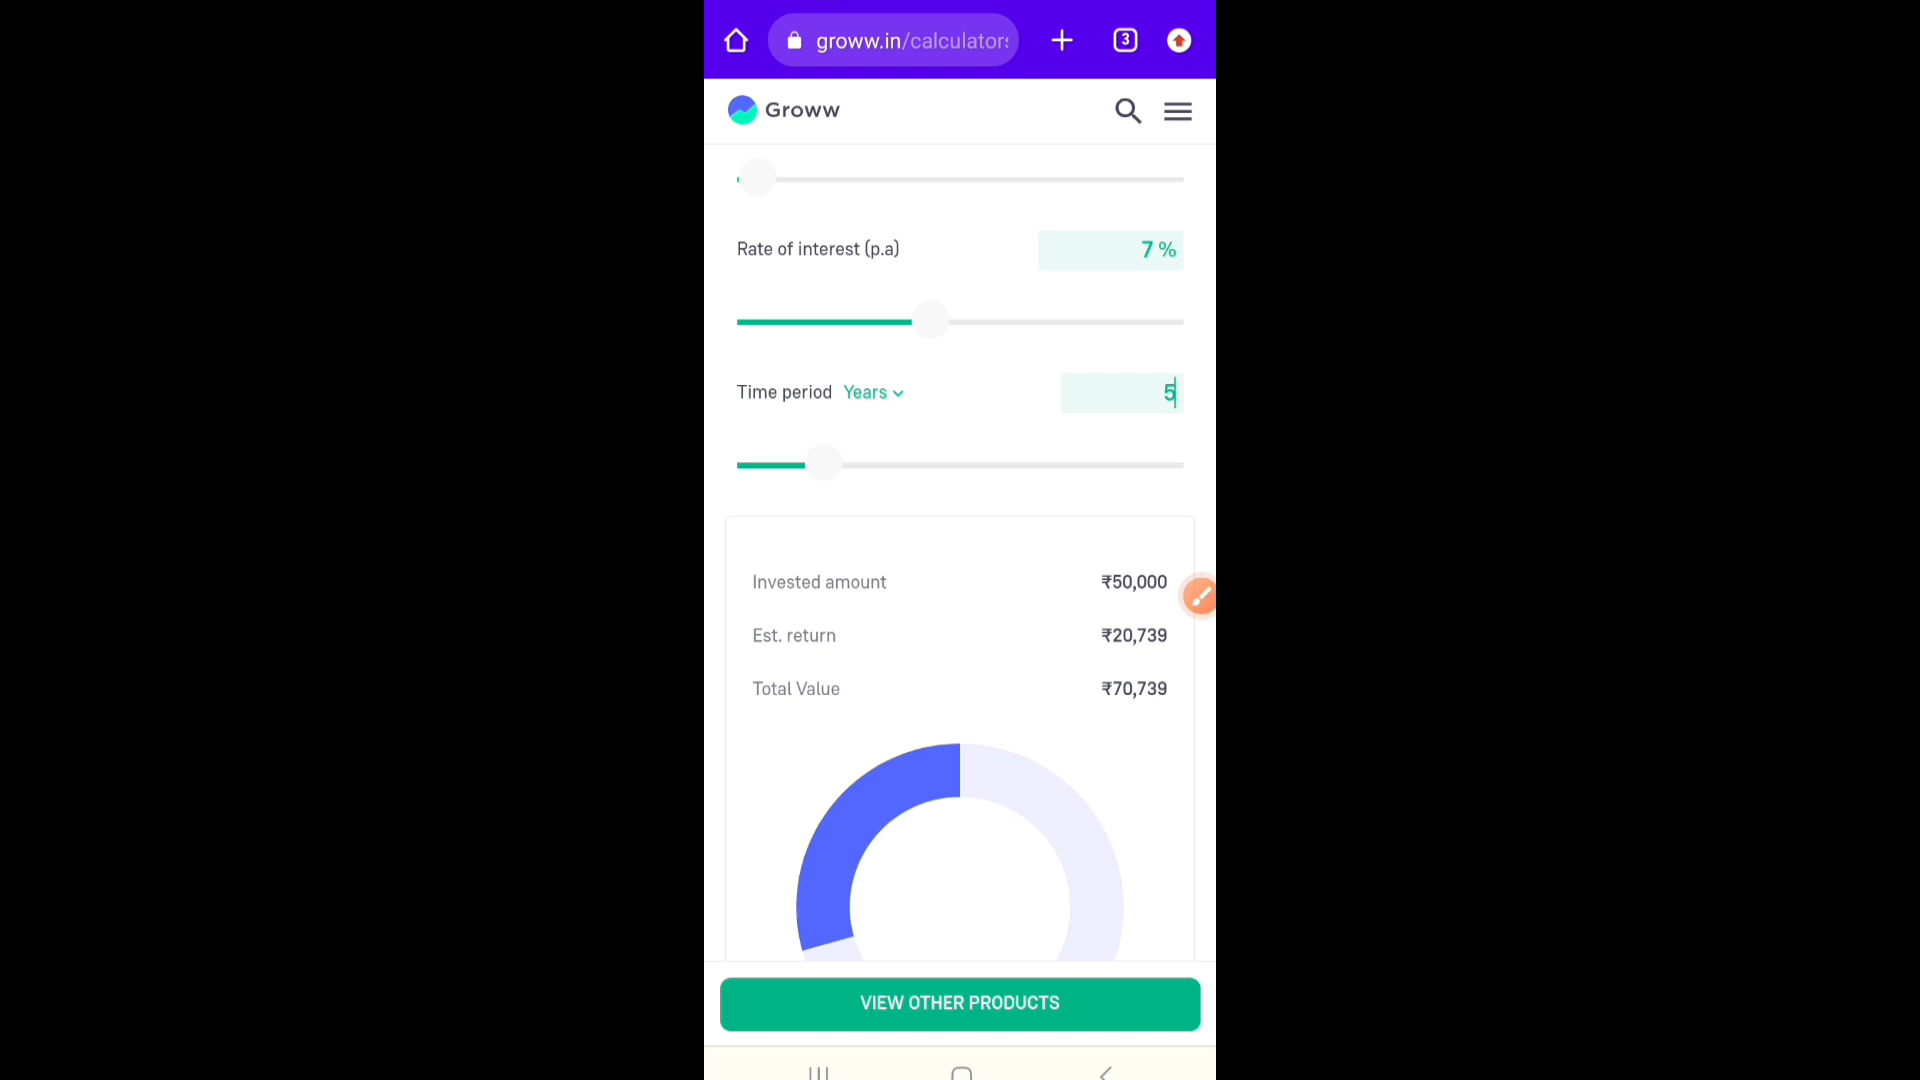 groww.in/calculators
3
Groww
Rate of interest (p.a) 7 %
Time period Years 5
Invested amount ₹50,000
Est. return ₹20,739
Total Value ₹70,739
VIEW OTHER PRODUCTS